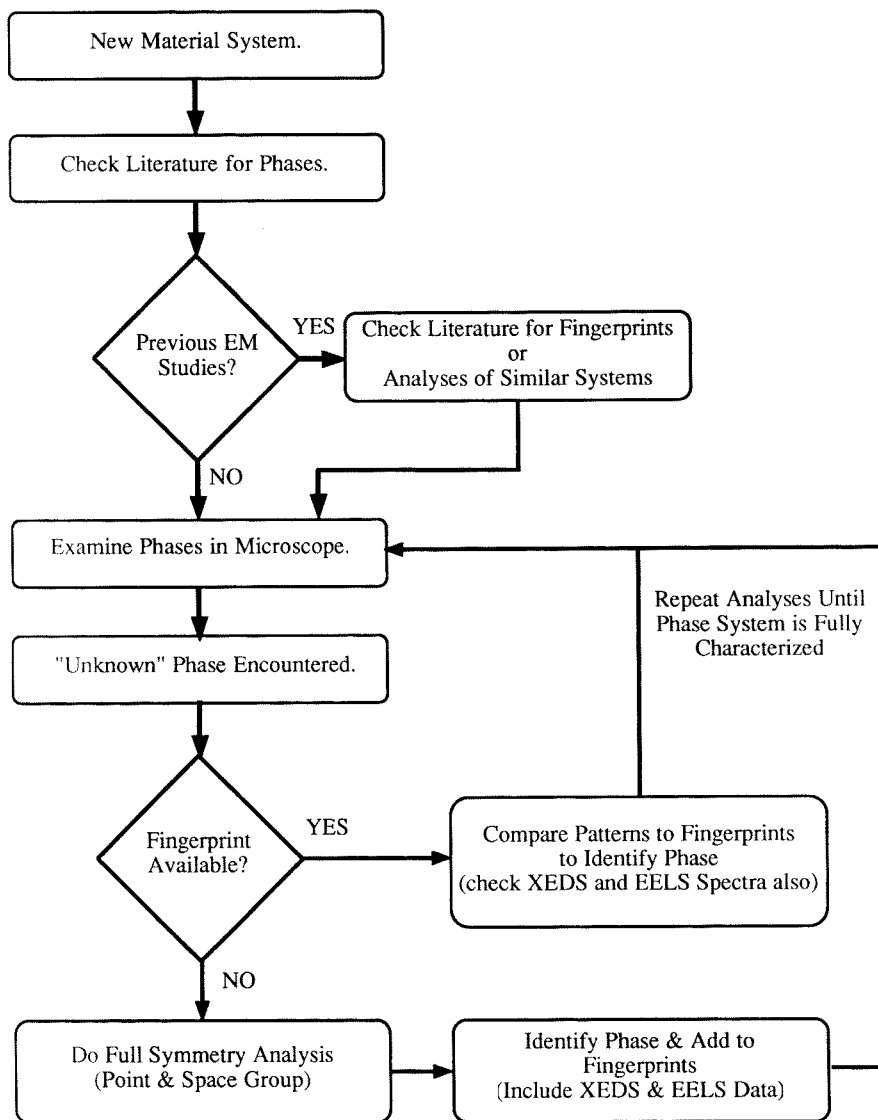 New Material System.
Check Literature for Phases.
Previous EM
Studies?
YES
Check Literature for Fingerprints
or
Analyses of Similar Systems
NO
Examine Phases in Microscope.
Repeat Analyses Until
Phase System is Fully
Characterized
"Unknown" Phase Encountered.
Fingerprint
Available?
YES
Compare Patterns to Fingerprints
to Identify Phase
(check XEDS and EELS Spectra also)
NO
Do Full Symmetry Analysis
(Point & Space Group)
Identify Phase & Add to
Fingerprints
(Include XEDS & EELS Data)